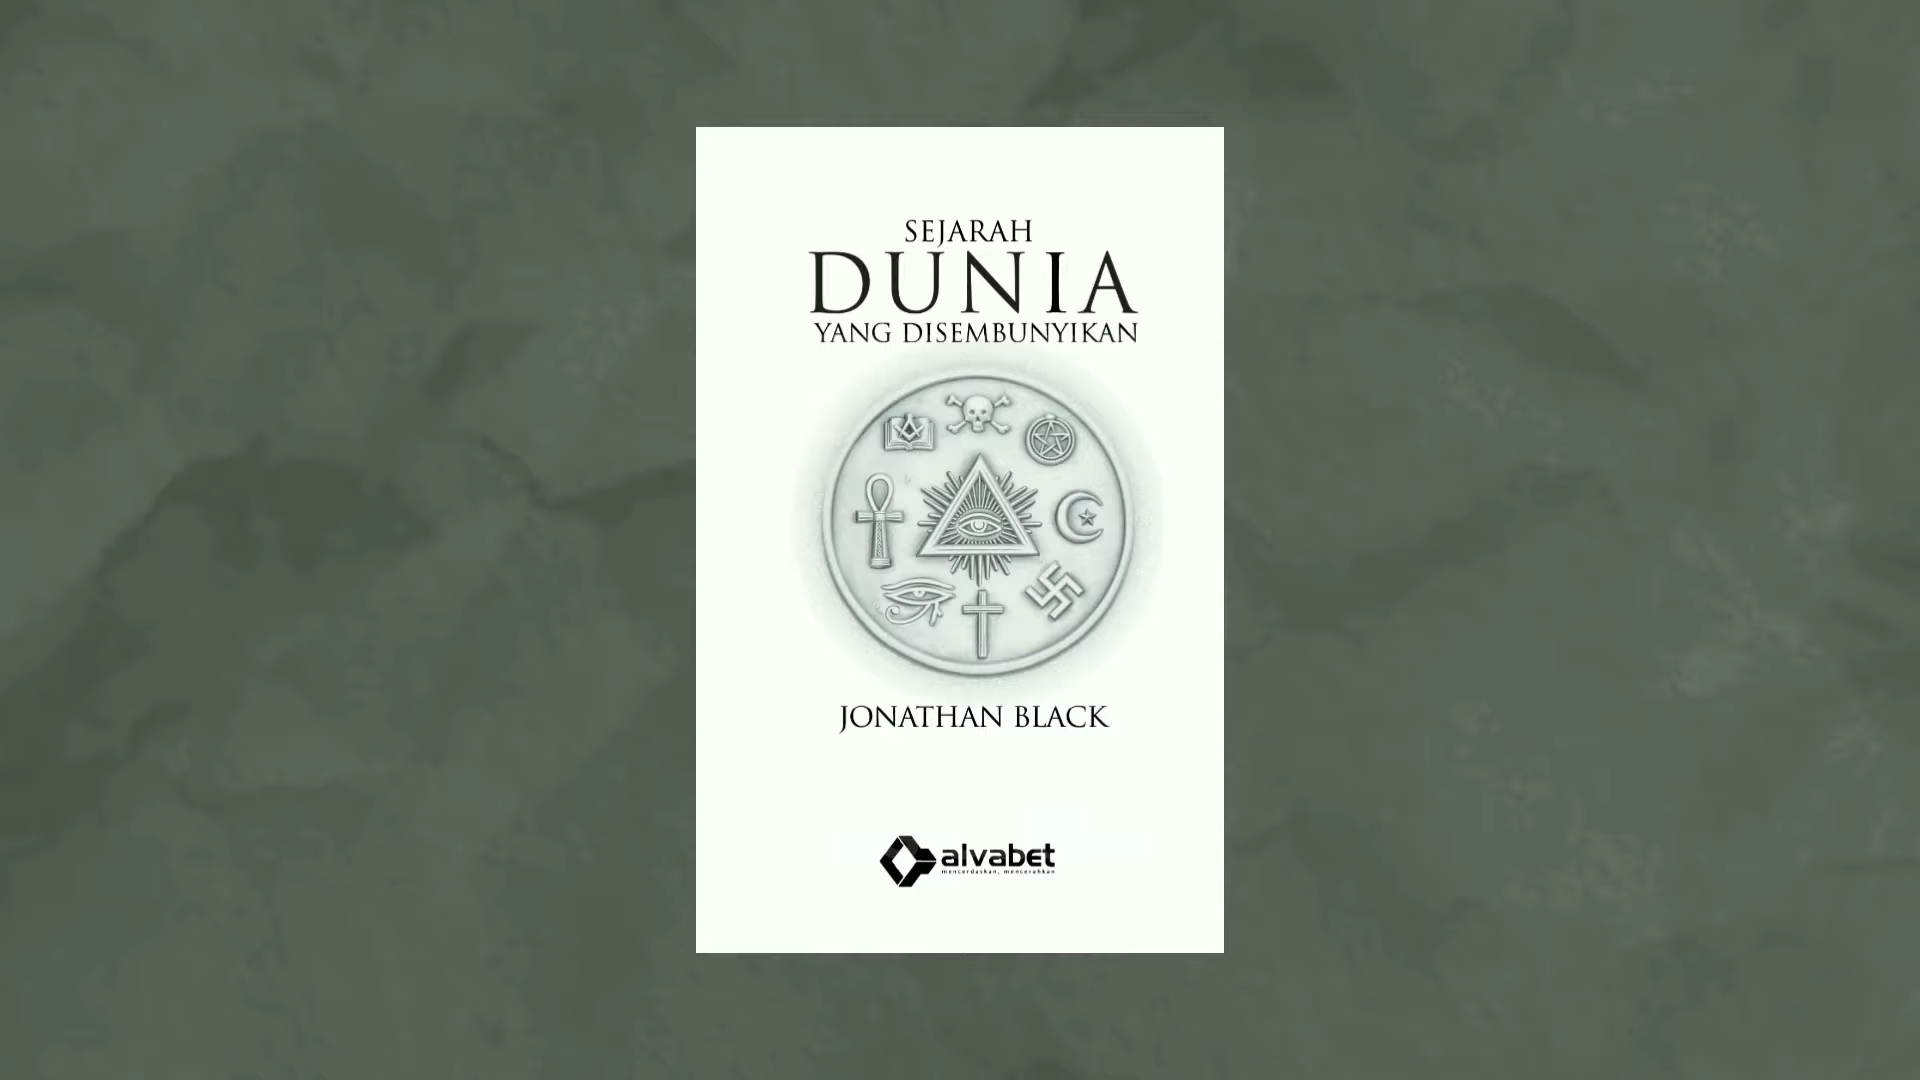 SEJARAH
DUNIA
YANG DISEMBUNYIKAN
JONATHAN BLACK
alvabet
mencerdaskan, mencerahkan